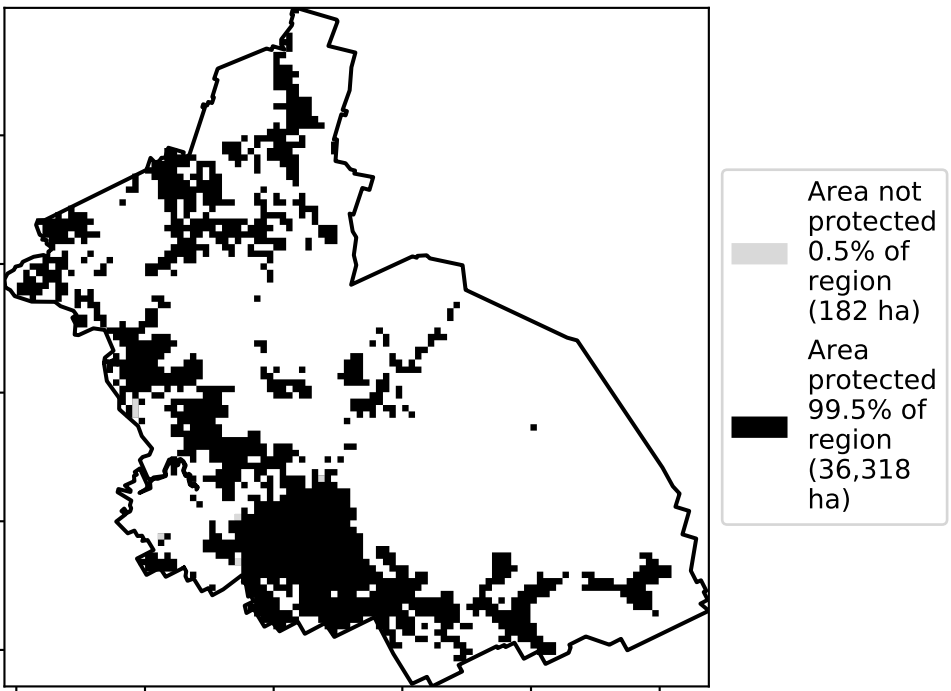 Area not
protected
0.5% of
region
(182 ha)
Area
protected
99.5% of
region
(36,318
ha)